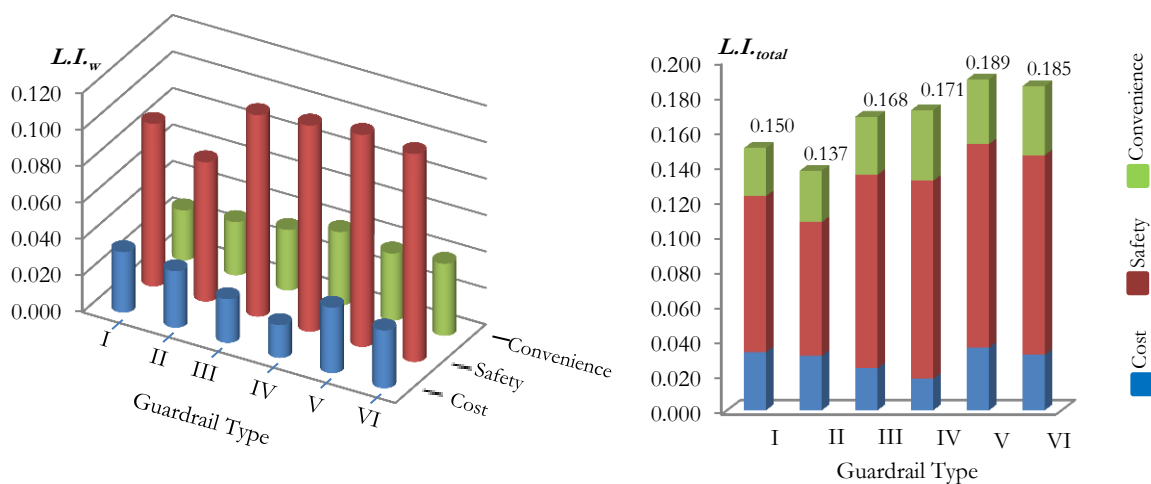 L.I.w
0.120
0.100
0.080
0.060
0.040
0.020
0.000
I
II
III
IV
V
VI
Guardrail Type
Convenience
Safety
Cost
L.I.total
0.200
0.180
0.160
0.140
0.120
0.100
0.080
0.060
0.040
0.020
0.000
0.150
0.137
0.168
0.171
0.189
0.185
I
II
III
IV
V
VI
Guardrail Type
Convenience
Safety
Cost